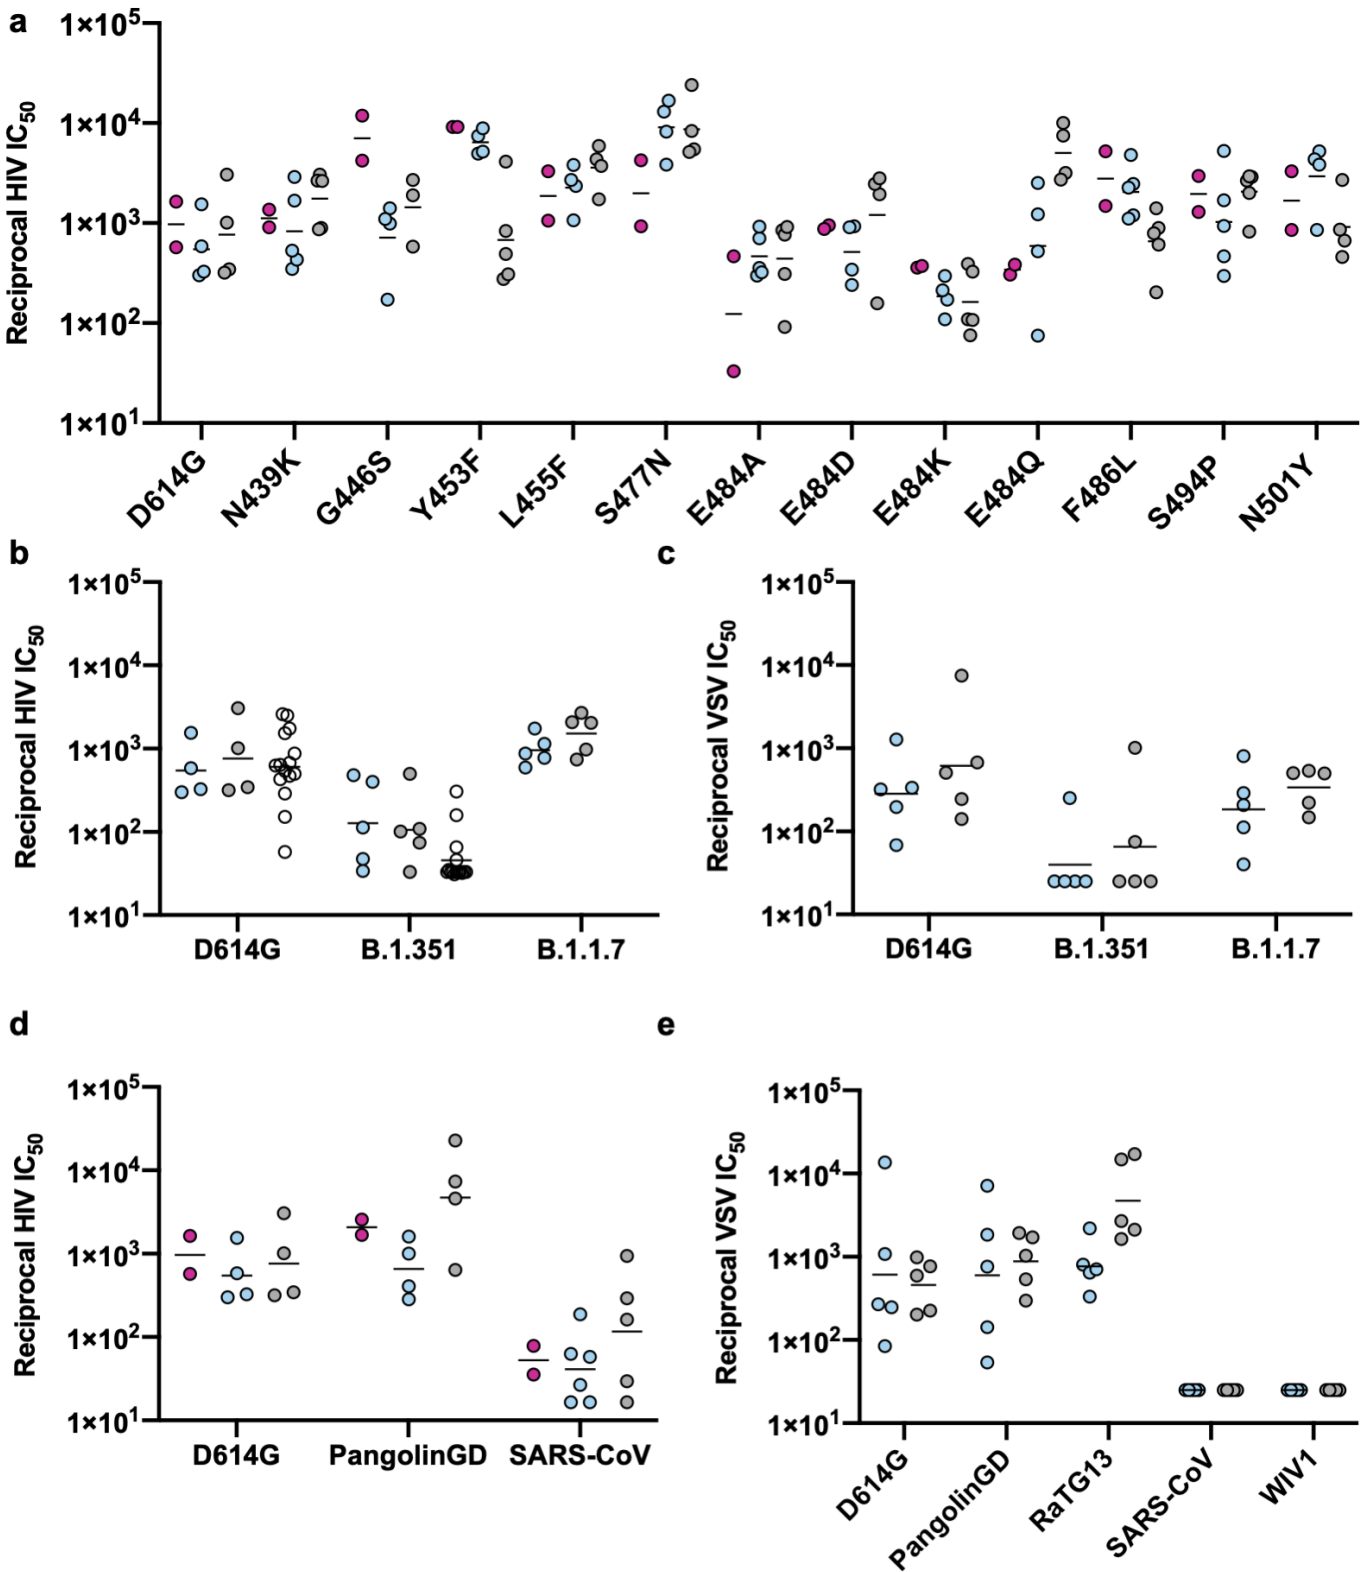 a
Reciprocal HIV IC50
1×10^5
1×10^4
1×10^3
1×10^2
1×10^1
D614G N439K G446S Y453F L455F S477N E484A E484D E484K E484Q F486L S494P N501Y
b
Reciprocal HIV IC50
1×10^5
1×10^4
1×10^3
1×10^2
1×10^1
D614G B.1.351 B.1.1.7
c
Reciprocal VSV IC50
1×10^5
1×10^4
1×10^3
1×10^2
1×10^1
D614G B.1.351 B.1.1.7
d
Reciprocal HIV IC50
1×10^5
1×10^4
1×10^3
1×10^2
1×10^1
D614G PangolinGD SARS-CoV
e
Reciprocal VSV IC50
1×10^5
1×10^4
1×10^3
1×10^2
1×10^1
D614G PangolinGD RaTG13 SARS-CoV WIV1